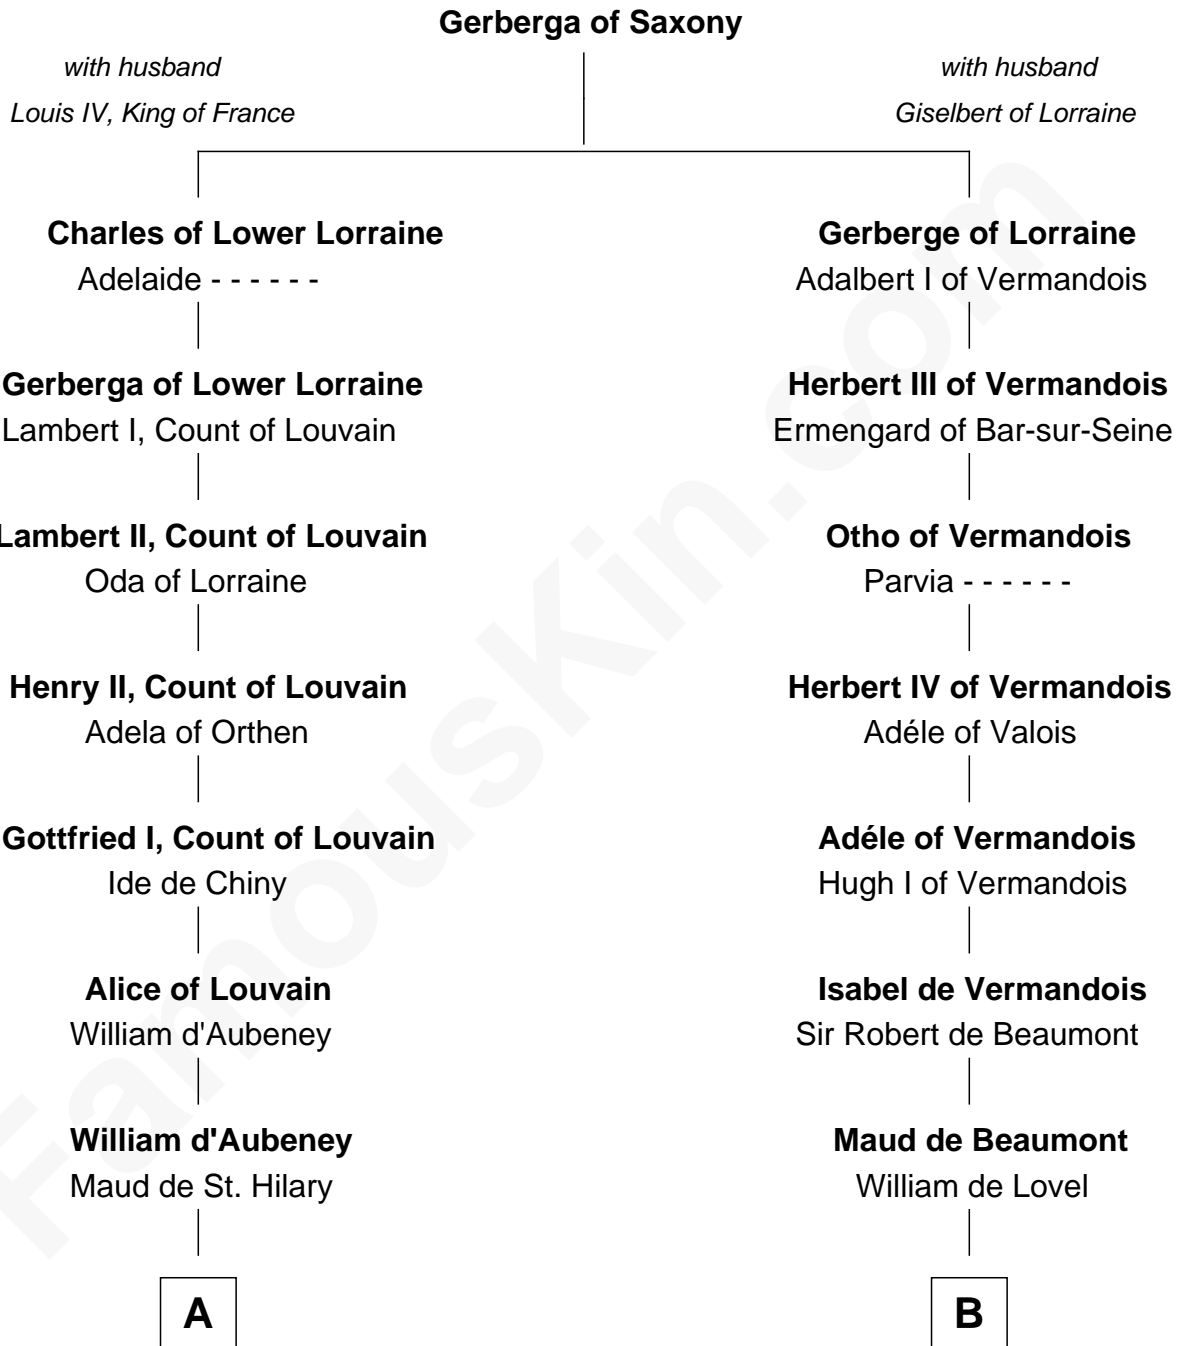 Gerberga of Saxony
with husband
Louis IV, King of France
with husband
Giselbert of Lorraine
Charles of Lower Lorraine
Adelaide - - - - - -
Gerberge of Lorraine
Adalbert I of Vermandois
Gerberga of Lower Lorraine
Lambert I, Count of Louvain
Herbert III of Vermandois
Ermengard of Bar-sur-Seine
Lambert II, Count of Louvain
Oda of Lorraine
Otho of Vermandois
Parvia - - - - - -
Henry II, Count of Louvain
Adela of Orthen
Herbert IV of Vermandois
Adéle of Valois
Gottfried I, Count of Louvain
Ide de Chiny
Adéle of Vermandois
Hugh I of Vermandois
Alice of Louvain
William d'Aubeney
Isabel de Vermandois
Sir Robert de Beaumont
William d'Aubeney
Maud de St. Hilary
Maud de Beaumont
William de Lovel
A
B
FamousKin.com